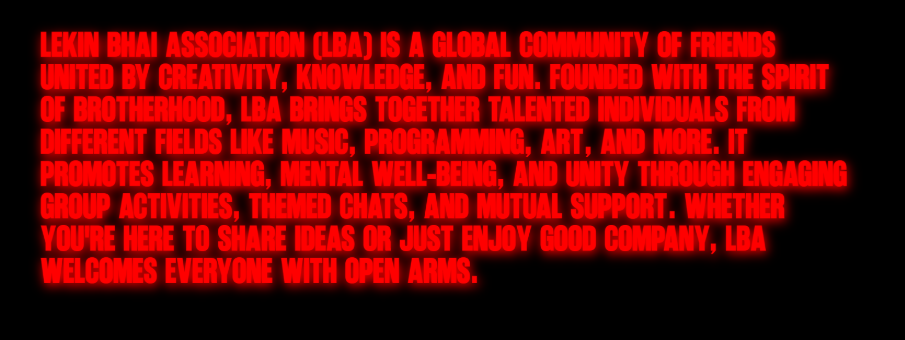 LEKIN BHAI ASSOCIATION (LBA) IS A GLOBAL COMMUNITY OF FRIENDS
UNITED BY CREATIVITY, KNOWLEDGE, AND FUN. FOUNDED WITH THE SPIRIT
OF BROTHERHOOD, LBA BRINGS TOGETHER TALENTED INDIVIDUALS FROM
DIFFERENT FIELDS LIKE MUSIC, PROGRAMMING, ART, AND MORE. IT
PROMOTES LEARNING, MENTAL WELL-BEING, AND UNITY THROUGH ENGAGING
GROUP ACTIVITIES, THEMED CHATS, AND MUTUAL SUPPORT. WHETHER
YOU'RE HERE TO SHARE IDEAS OR JUST ENJOY GOOD COMPANY, LBA
WELCOMES EVERYONE WITH OPEN ARMS.